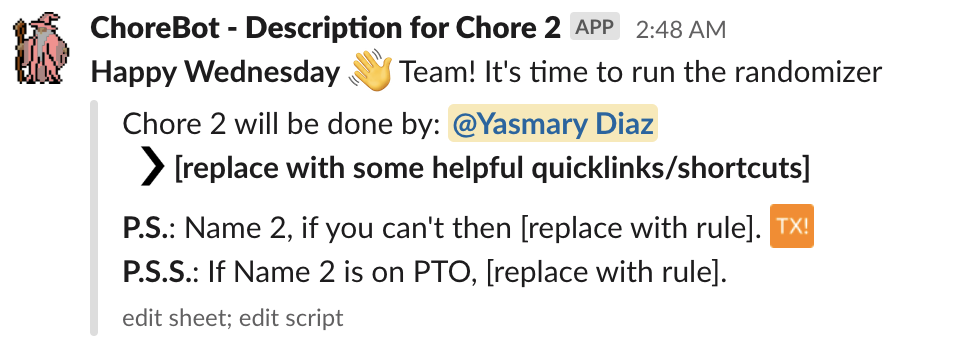 ChoreBot - Description for Chore 2 APP 2:48 AM
Happy Wednesday 👋 Team! It's time to run the randomizer
Chore 2 will be done by: @Yasmary Diaz
❯ [replace with some helpful quicklinks/shortcuts]
P.S.: Name 2, if you can't then [replace with rule]. TX!
P.S.S.: If Name 2 is on PTO, [replace with rule].
edit sheet; edit script